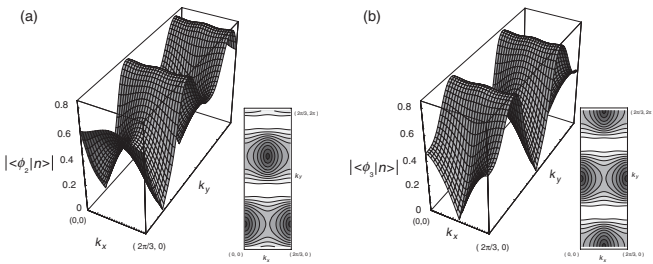 (a)
0.8
0.6
0.4
0.2
0
|<ϕ2|n>|
(0,0)
kx
(2π/3, 0)
ky
(2π/3, 2π)
ky
(0, 0)
kx
(2π/3, 0)
(b)
0.8
0.6
0.4
0.2
0
|<ϕ3|n>|
(0,0)
kx
(2π/3, 0)
ky
(2π/3, 2π)
ky
(0, 0)
kx
(2π/3, 0)